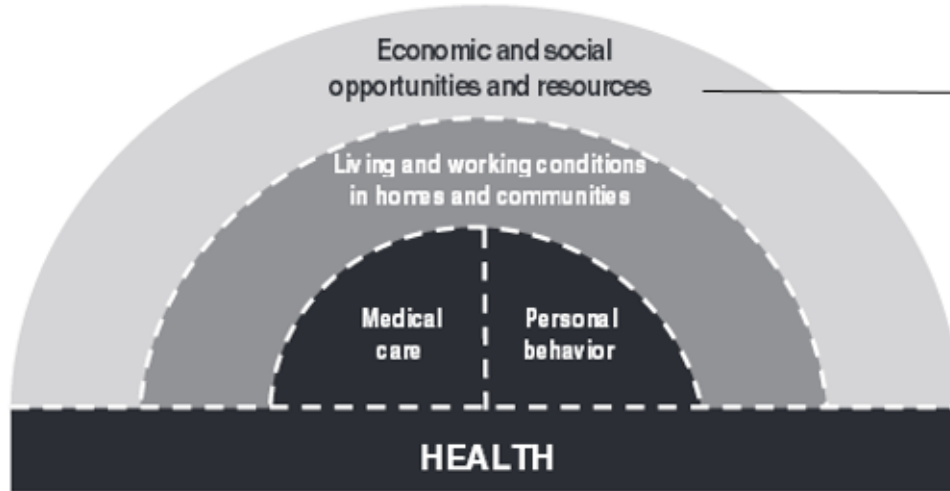 Economic and social
opportunities and resources
Living and working conditions
in homes and communities
Medical
care
Personal
behavior
HEALTH